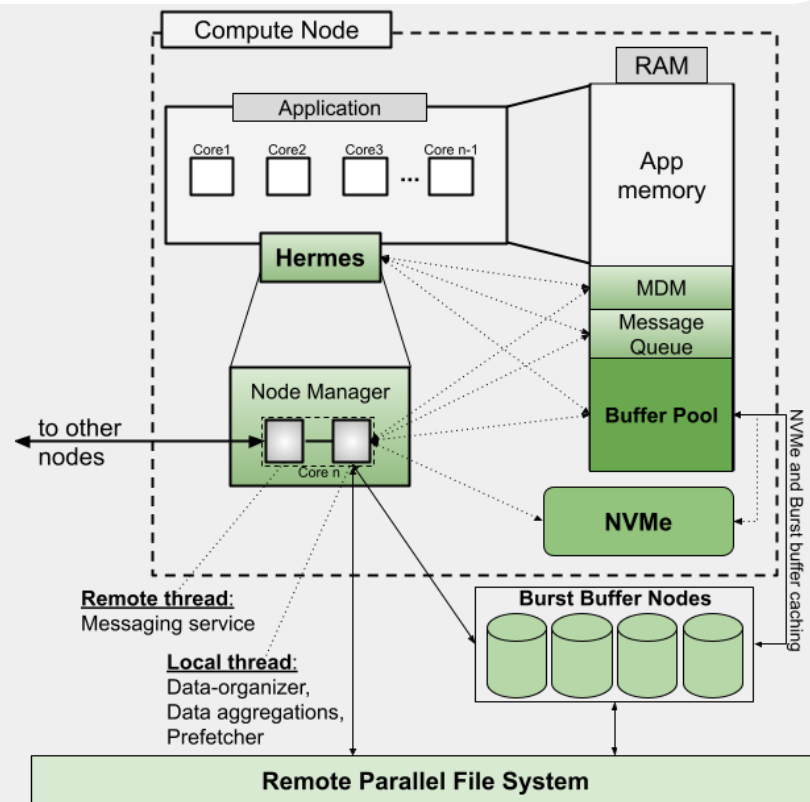 Compute Node
RAM
Application
Core1
Core2
Core3
...
Core n-1
App
memory
Hermes
MDM
Message
Queue
Node Manager
Buffer Pool
to other
nodes
Core n
NVMe
NVMe and Burst buffer caching
Remote thread:
Messaging service
Burst Buffer Nodes
Local thread:
Data-organizer,
Data aggregations,
Prefetcher
Remote Parallel File System